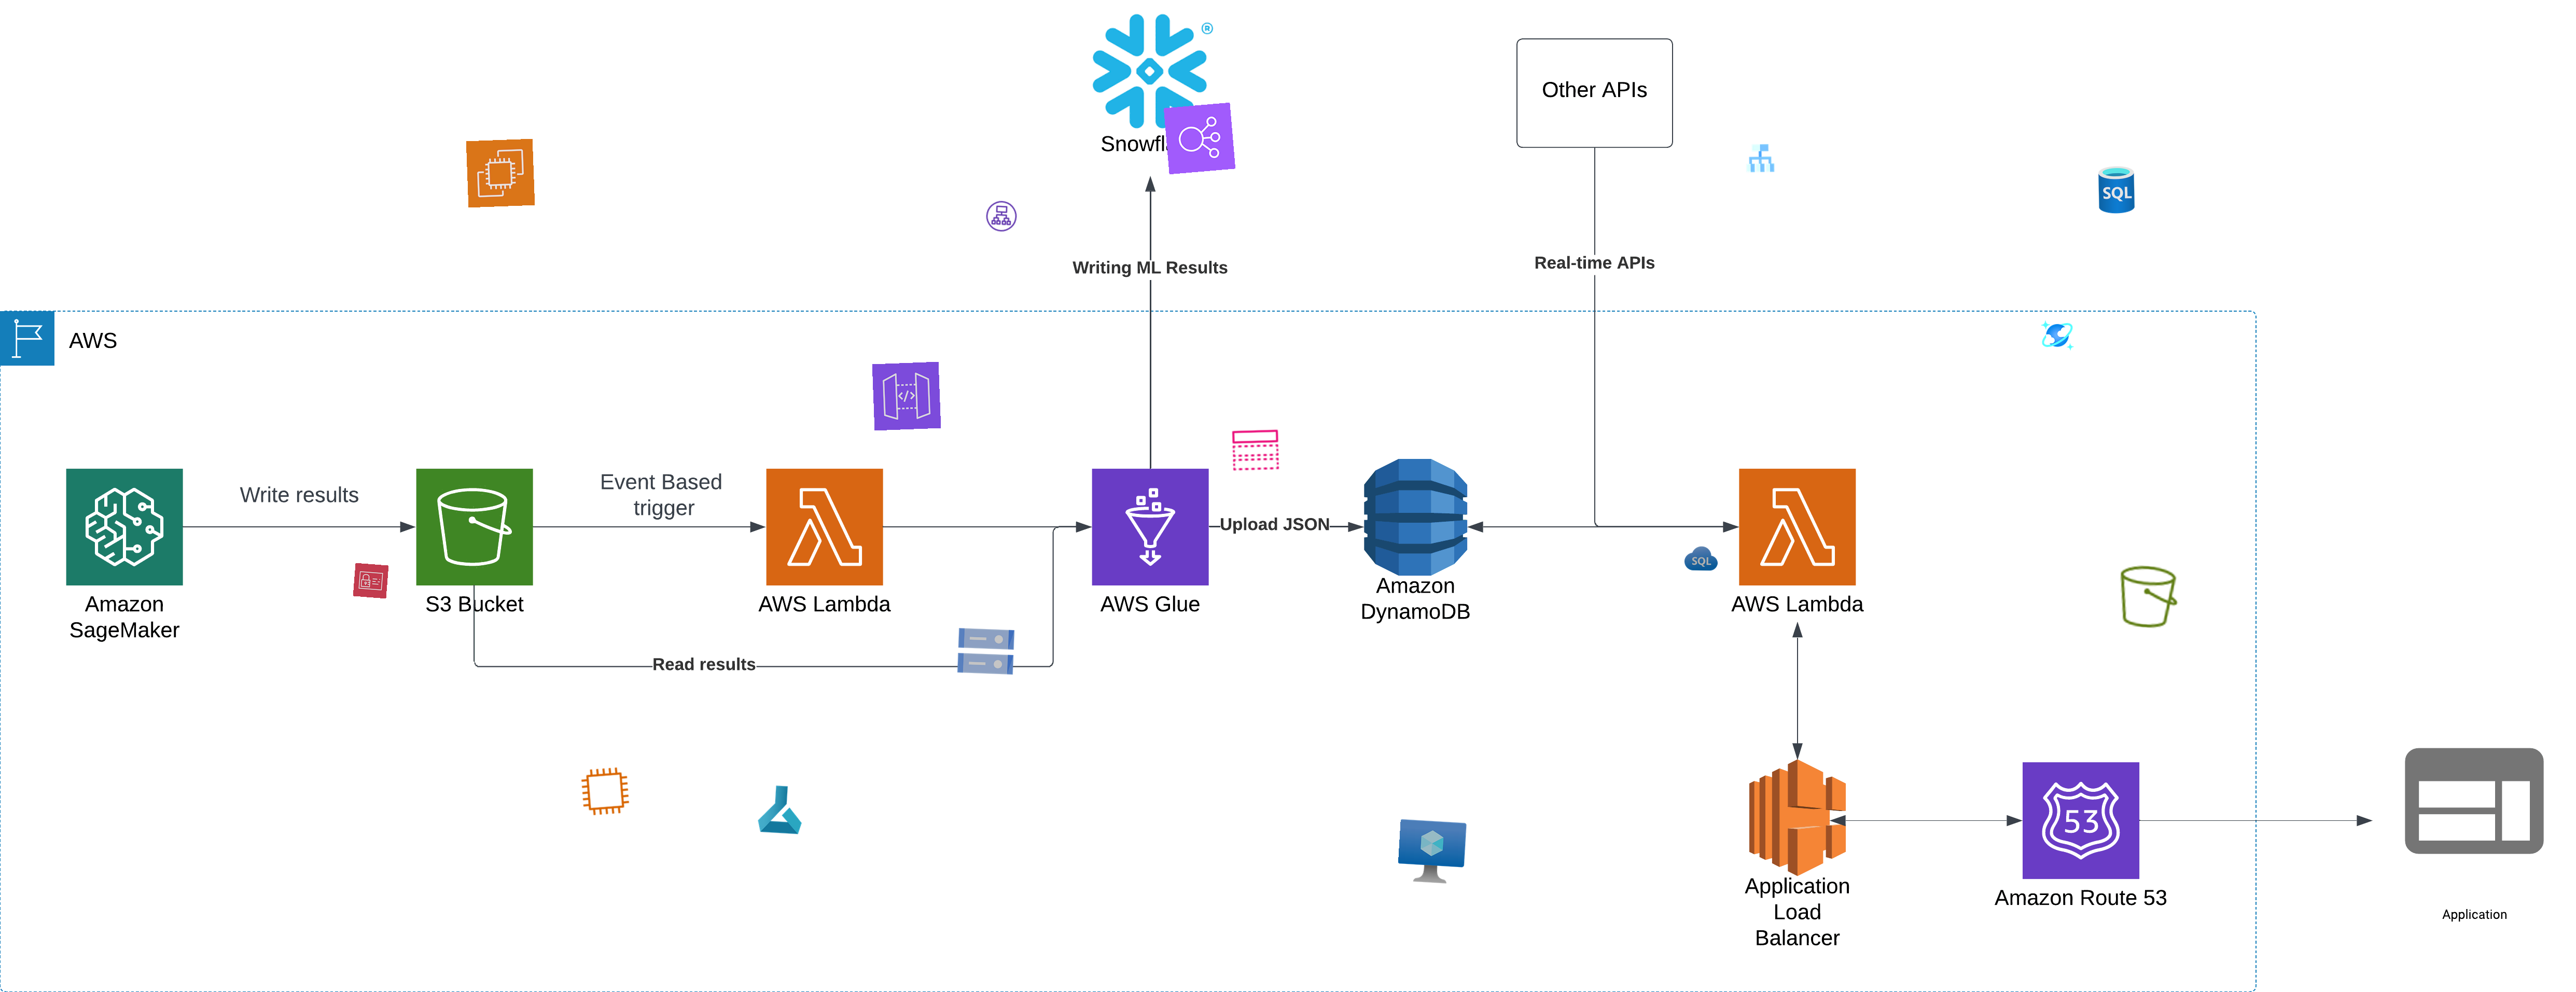 ®
Other APIs
SQL
Writing ML Results
Real-time APIs
AWS
</>
Write results
Event Based
trigger
Upload JSON
SQL
Amazon
SageMaker
S3 Bucket
AWS Lambda
AWS Glue
Amazon
DynamoDB
AWS Lambda
Read results
53
Application
Load
Balancer
Amazon Route 53
Application